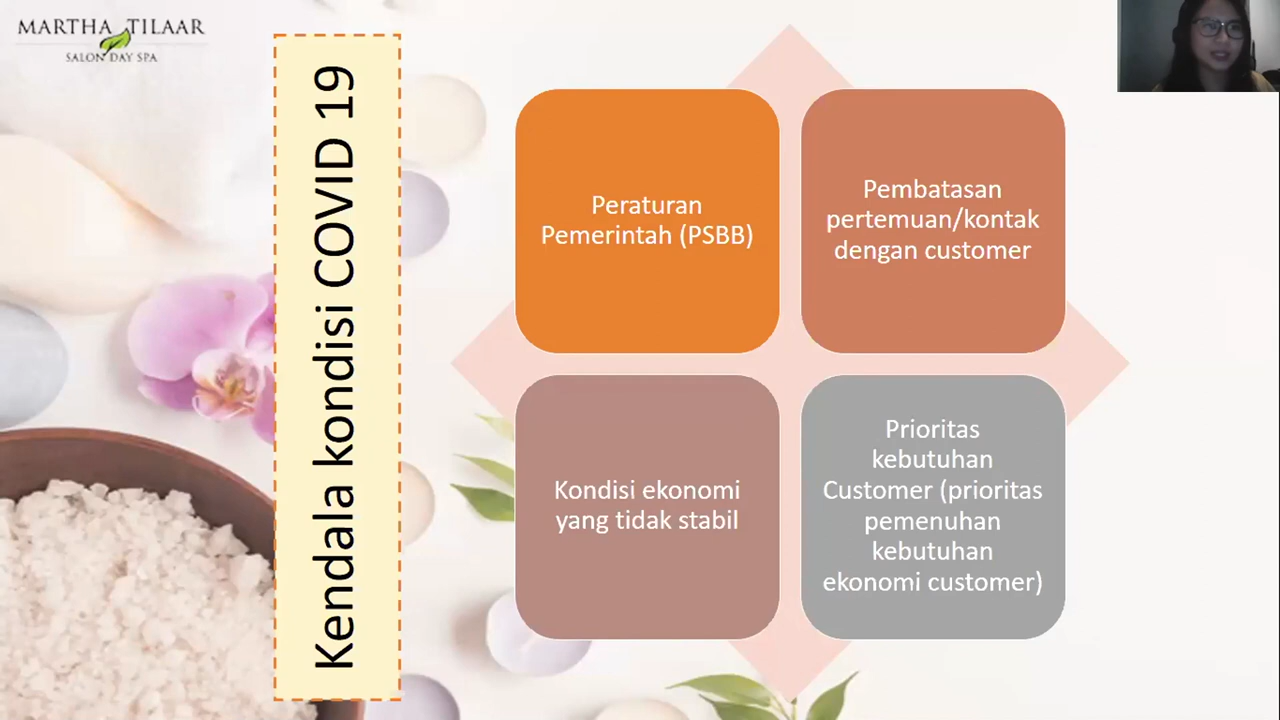 MARTHA TILAAR
SALON DAY SPA
Kendala kondisi COVID 19
Peraturan
Pemerintah (PSBB)
Pembatasan
pertemuan/kontak
dengan customer
Kondisi ekonomi
yang tidak stabil
Prioritas
kebutuhan
Customer (prioritas
pemenuhan
kebutuhan
ekonomi customer)